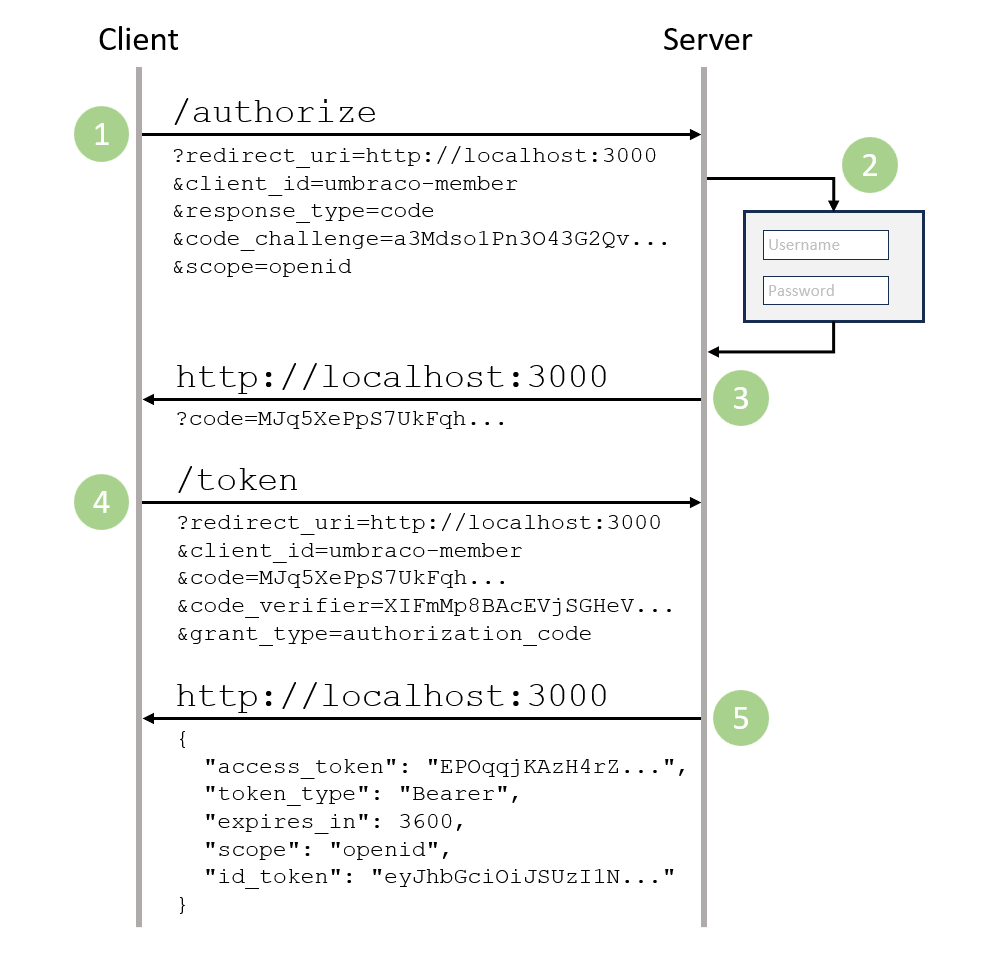 Client
Server
/authorize
1
?redirect_uri=http://localhost:3000
&client_id=umbraco-member
&response_type=code
&code_challenge=a3Mdso1Pn3O43G2Qv...
&scope=openid
2
Username
Password
http://localhost:3000
3
?code=MJq5XePpS7UkFqh...
/token
4
?redirect_uri=http://localhost:3000
&client_id=umbraco-member
&code=MJq5XePpS7UkFqh...
&code_verifier=XIFmMp8BAcEVjSGHeV...
&grant_type=authorization_code
http://localhost:3000
5
{
"access_token": "EPOqqjKAzH4rZ...",
"token_type": "Bearer",
"expires_in": 3600,
"scope": "openid",
"id_token": "eyJhbGciOiJSUzI1N..."
}